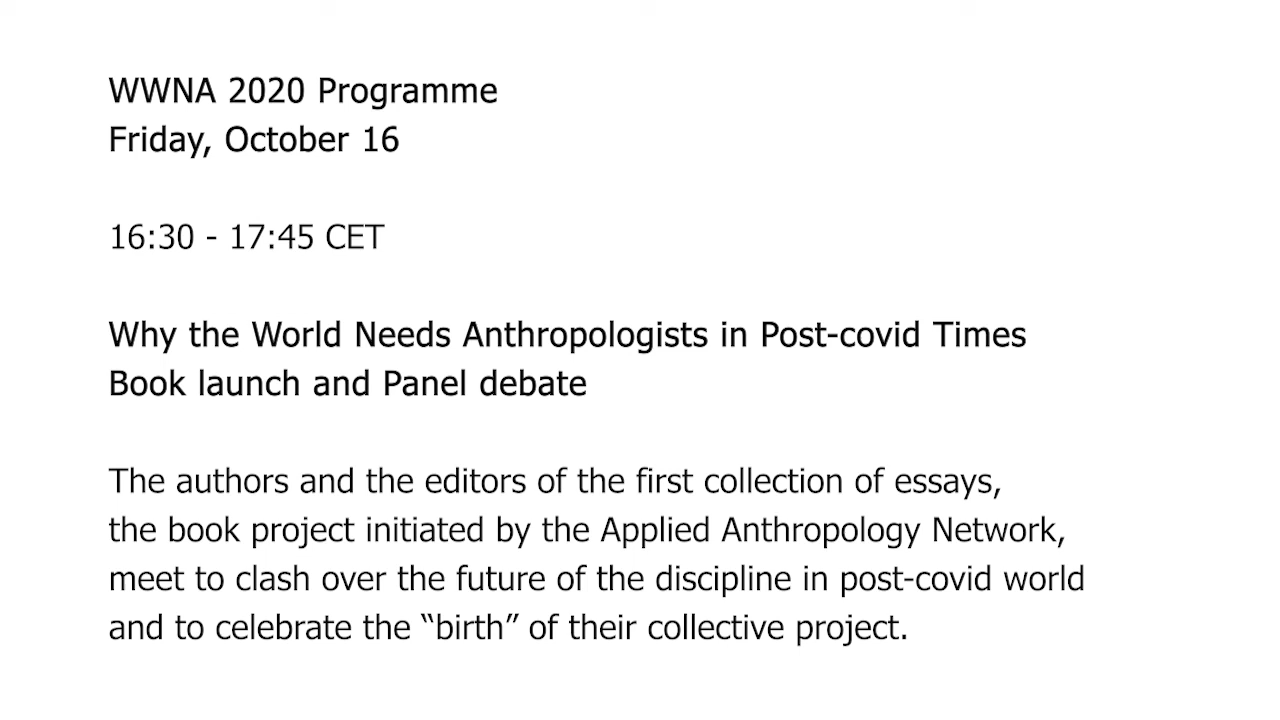 WWNA 2020 Programme
Friday, October 16
16:30 - 17:45 CET
Why the World Needs Anthropologists in Post-covid Times
Book launch and Panel debate
The authors and the editors of the first collection of essays,
the book project initiated by the Applied Anthropology Network,
meet to clash over the future of the discipline in post-covid world
and to celebrate the “birth” of their collective project.